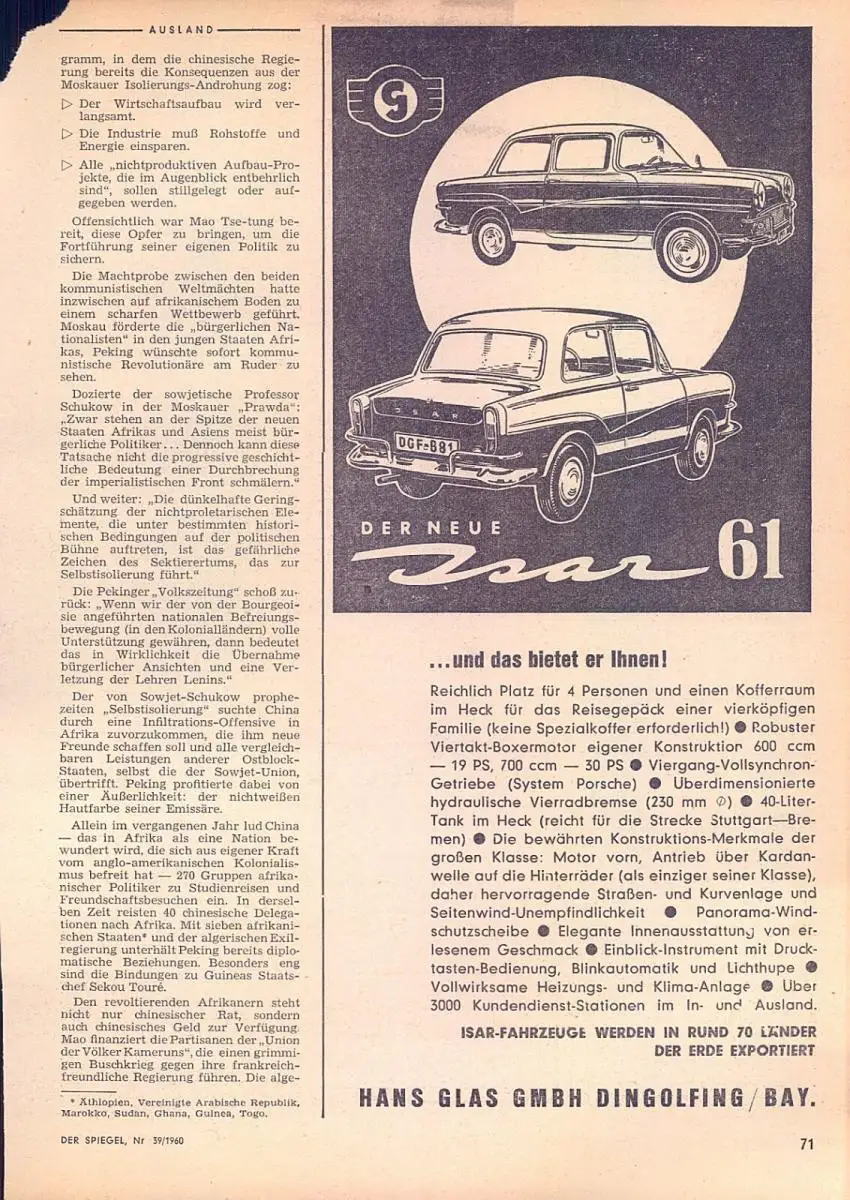 AUSLAND
gramm, in dem die chinesische Regie-
rung bereits die Konsequenzen aus der
Moskauer Isolierungs-Androhung zog:
▷ Der Wirtschaftsaufbau wird ver-
langsamt.
▷ Die Industrie muß Rohstoffe und
Energie einsparen.
▷ Alle „nichtproduktiven Aufbau-Pro-
jekte, die im Augenblick entbehrlich
sind“, sollen stillgelegt oder auf-
gegeben werden.
Offensichtlich war Mao Tse-tung be-
reit, diese Opfer zu bringen, um die
Fortführung seiner eigenen Politik zu
sichern.
Die Machtprobe zwischen den beiden
kommunistischen Weltmächten hatte
inzwischen auf afrikanischem Boden zu
einem scharfen Wettbewerb geführt.
Moskau förderte die „bürgerlichen Na-
tionalisten“ in den jungen Staaten Afri-
kas, Peking wünschte sofort kommu-
nistische Revolutionäre am Ruder zu
sehen.
Dozierte der sowjetische Professor
Schukow in der Moskauer „Prawda“:
„Zwar stehen an der Spitze der neuen
Staaten Afrikas und Asiens meist bür-
gerliche Politiker... Dennoch kann diese
Tatsache nicht die progressive geschicht-
liche Bedeutung einer Durchbrechung
der imperialistischen Front schmälern.“
Und weiter: „Die dünkelhafte Gering-
schätzung der nichtproletarischen Ele-
mente, die unter bestimmten histori-
schen Bedingungen auf der politischen
Bühne auftreten, ist das gefährliche
Zeichen des Sektierertums, das zur
Selbstisolierung führt.“
Die Pekinger „Volkszeitung“ schoß zu-
rück: „Wenn wir der von der Bourgeoi-
sie angeführten nationalen Befreiungs-
bewegung (in den Kolonialländern) volle
Unterstützung gewähren, dann bedeutet
das in Wirklichkeit die Übernahme
bürgerlicher Ansichten und eine Ver-
letzung der Lehren Lenins.“
Der von Sowjet-Schukow prophe-
zeiten „Selbstisolierung“ suchte China
durch eine Infiltrations-Offensive in
Afrika zuvorzukommen, die ihm neue
Freunde schaffen soll und alle vergleich-
baren Leistungen anderer Ostblock-
Staaten, selbst die der Sowjet-Union,
übertrifft. Peking profitierte dabei von
einer Äußerlichkeit: der nichtweißen
Hautfarbe seiner Emissäre.
Allein im vergangenen Jahr lud China
— das in Afrika als eine Nation be-
wundert wird, die sich aus eigener Kraft
vom anglo-amerikanischen Kolonialis-
mus befreit hat — 270 Gruppen afrika-
nischer Politiker zu Studienreisen und
Freundschaftsbesuchen ein. In dersel-
ben Zeit reisten 40 chinesische Delega-
tionen nach Afrika. Mit sieben afrikani-
schen Staaten* und der algerischen Exil-
regierung unterhält Peking bereits diplo-
matische Beziehungen. Besonders eng
sind die Bindungen zu Guineas Staats-
chef Sekou Touré.
Den revoltierenden Afrikanern steht
nicht nur chinesischer Rat, sondern
auch chinesisches Geld zur Verfügung.
Mao finanziert die Partisanen der „Union
der Völker Kameruns“, die einen grimmi-
gen Buschkrieg gegen ihre frankreich-
freundliche Regierung führen. Die alge-
* Äthiopien, Vereinigte Arabische Republik,
Marokko, Sudan, Ghana, Guinea, Togo.
DER SPIEGEL, Nr 39/1960
G
ISAR
DGF-881
DER NEUE
Isar 61
...und das bietet er Ihnen!
Reichlich Platz für 4 Personen und einen Kofferraum
im Heck für das Reisegepäck einer vierköpfigen
Familie (keine Spezialkoffer erforderlich!) ● Robuster
Viertakt-Boxermotor eigener Konstruktion 600 ccm
— 19 PS, 700 ccm — 30 PS ● Viergang-Vollsynchron-
Getriebe (System Porsche) ● Überdimensionierte
hydraulische Vierradbremse (230 mm ∅) ● 40-Liter-
Tank im Heck (reicht für die Strecke Stuttgart—Bre-
men) ● Die bewährten Konstruktions-Merkmale der
großen Klasse: Motor vorn, Antrieb über Kardan-
welle auf die Hinterräder (als einziger seiner Klasse),
daher hervorragende Straßen- und Kurvenlage und
Seitenwind-Unempfindlichkeit ● Panorama-Wind-
schutzscheibe ● Elegante Innenausstattung von er-
lesenem Geschmack ● Einblick-Instrument mit Druck-
tasten-Bedienung, Blinkautomatik und Lichthupe ●
Vollwirksame Heizungs- und Klima-Anlage ● Über
3000 Kundendienst-Stationen im In- und Ausland.
ISAR-FAHRZEUGE WERDEN IN RUND 70 LÄNDER
DER ERDE EXPORTIERT
HANS GLAS GMBH DINGOLFING/BAY.
71